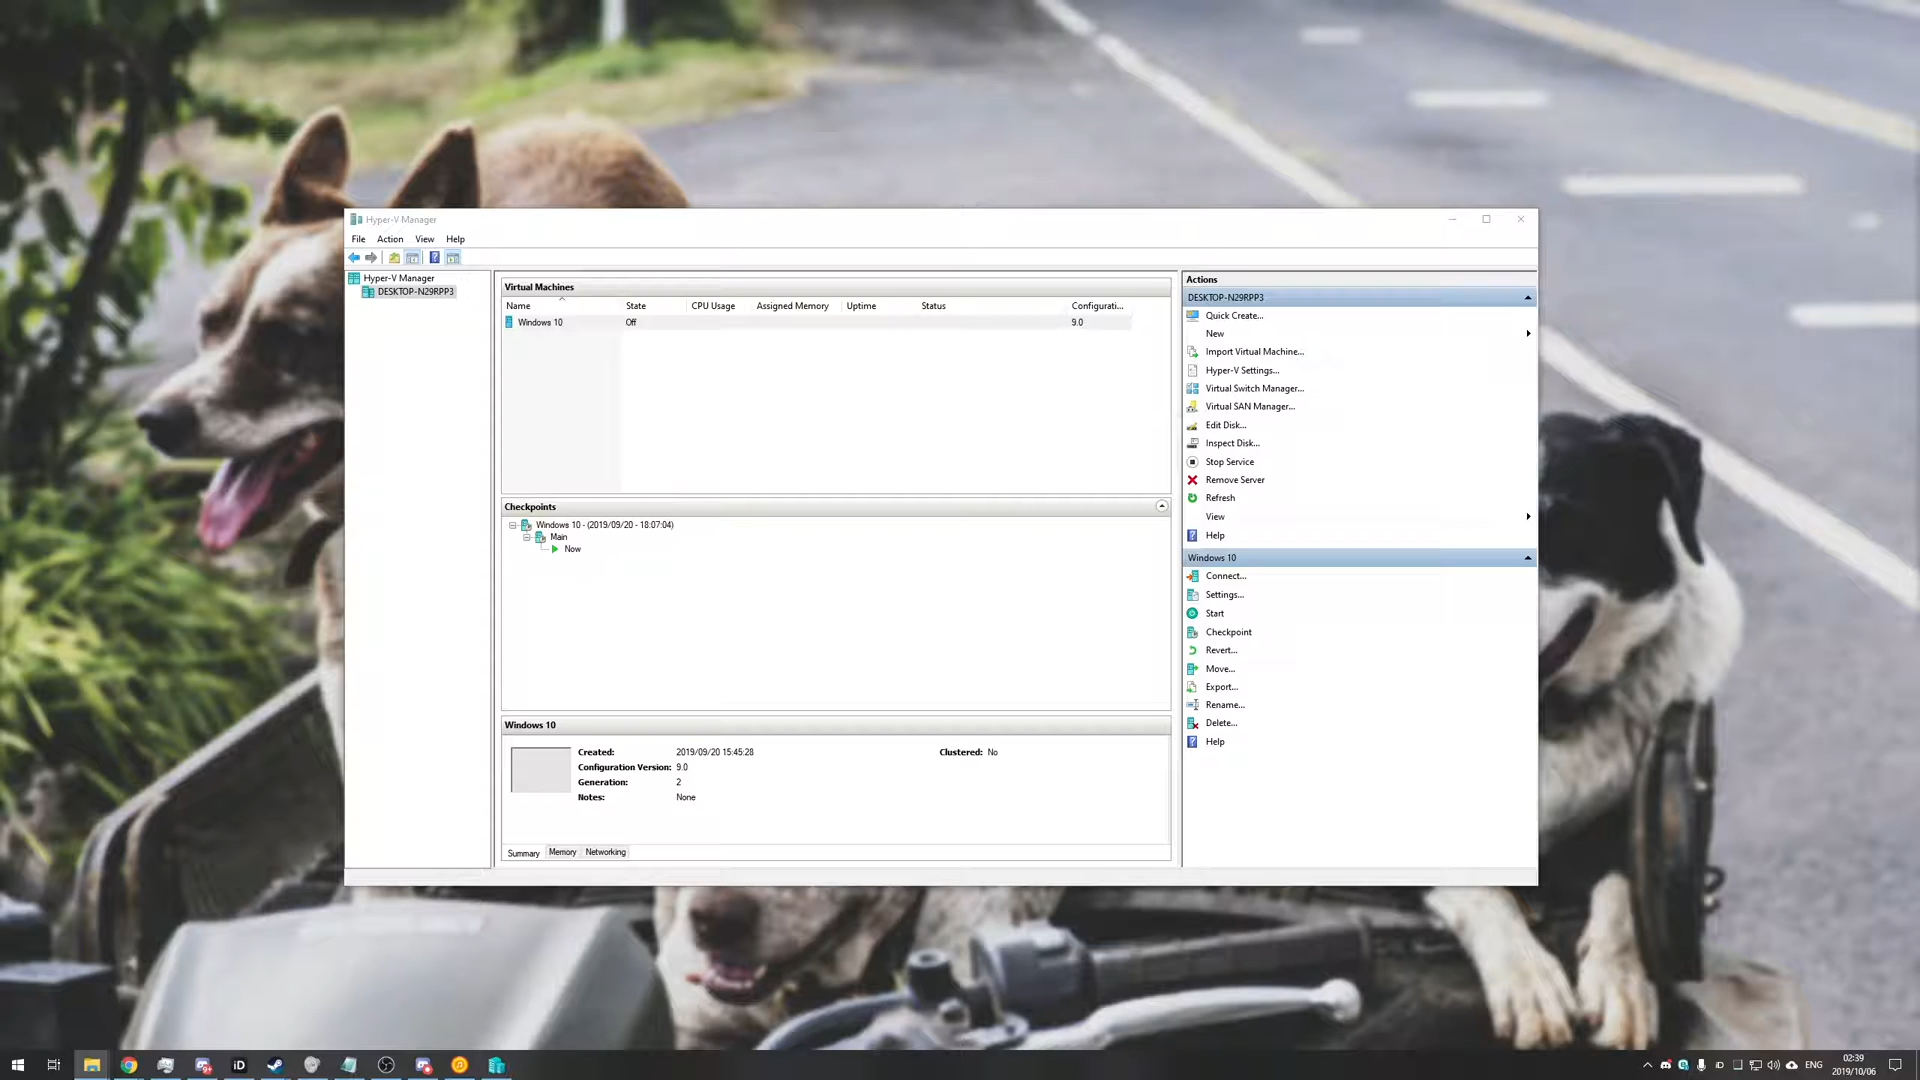 Hyper-V Manager
File Action View Help
Hyper-V Manager
DESKTOP-N29RPP3
Virtual Machines
Name State CPU Usage Assigned Memory Uptime Status Configurati...
Windows 10 Off 9.0
Checkpoints
Windows 10 - (2019/09/20 - 18:07:04)
Main
Now
Windows 10
Created: 2019/09/20 15:45:28 Clustered: No
Configuration Version: 9.0
Generation: 2
Notes: None
Summary Memory Networking
Actions
DESKTOP-N29RPP3
Quick Create...
New
Import Virtual Machine...
Hyper-V Settings...
Virtual Switch Manager...
Virtual SAN Manager...
Edit Disk...
Inspect Disk...
Stop Service
Remove Server
Refresh
View
Help
Windows 10
Connect...
Settings...
Start
Checkpoint
Revert...
Move...
Export...
Rename...
Delete...
Help
iD
iD
ENG
02:39
2019/10/06